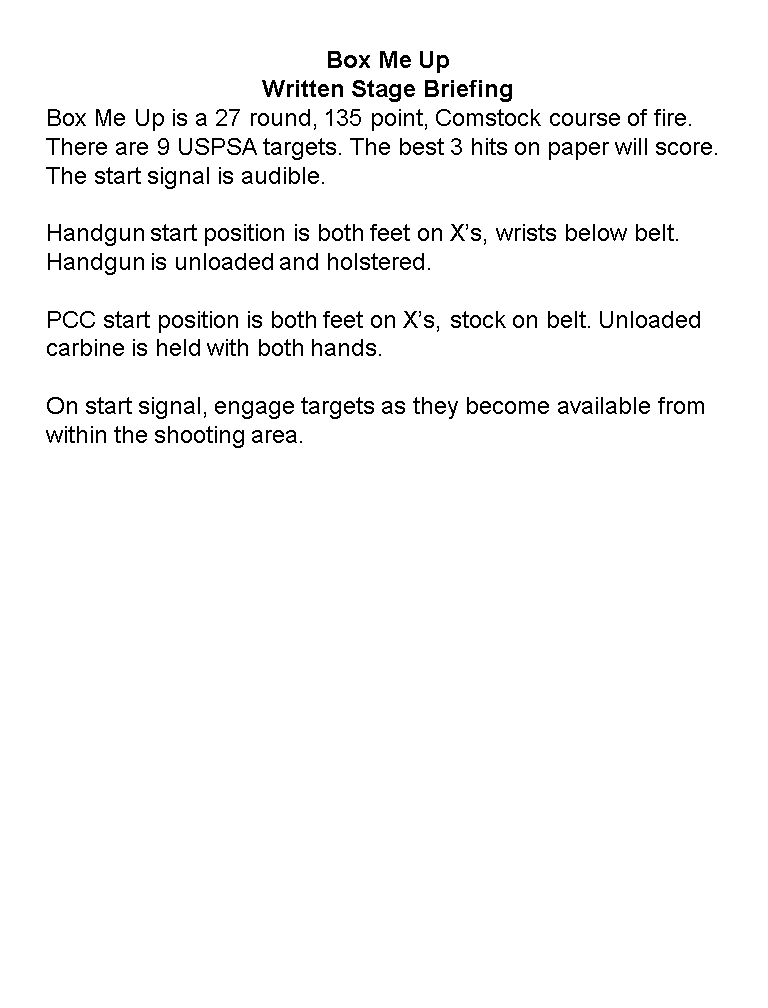 Box Me Up
Written Stage Briefing
Box Me Up is a 27 round, 135 point, Comstock course of fire.
There are 9 USPSA targets. The best 3 hits on paper will score.
The start signal is audible.
Handgun start position is both feet on X’s, wrists below belt.
Handgun is unloaded and holstered.
PCC start position is both feet on X’s, stock on belt. Unloaded
carbine is held with both hands.
On start signal, engage targets as they become available from
within the shooting area.